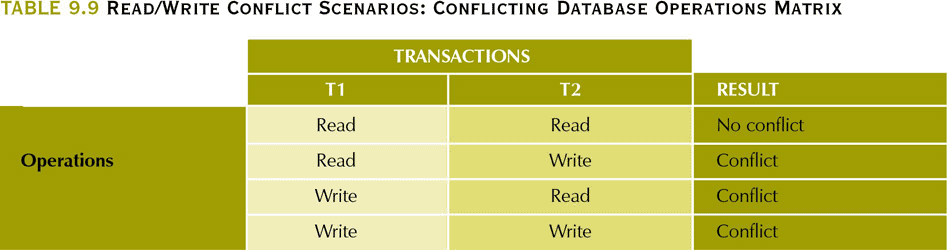 TABLE 9.9 READ/WRITE CONFLICT SCENARIOS: CONFLICTING DATABASE OPERATIONS MATRIX
TRANSACTIONS
T1 T2 RESULT
Read Read No conflict
Operations Read Write Conflict
Write Read Conflict
Write Write Conflict